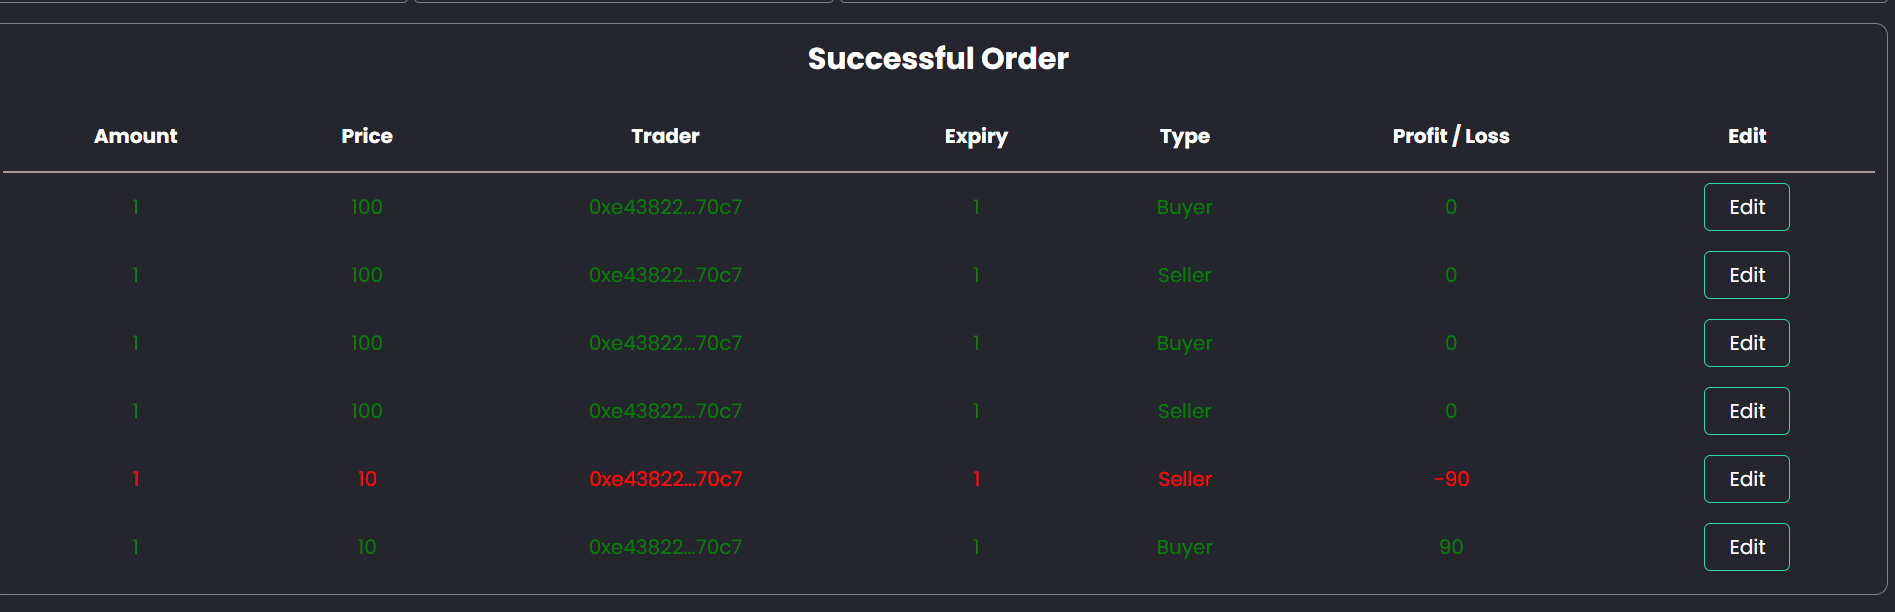 Successful Order
Amount Price Trader Expiry Type Profit / Loss Edit
1 100 0xe43822...70c7 1 Buyer 0 Edit
1 100 0xe43822...70c7 1 Seller 0 Edit
1 100 0xe43822...70c7 1 Buyer 0 Edit
1 100 0xe43822...70c7 1 Seller 0 Edit
1 10 0xe43822...70c7 1 Seller -90 Edit
1 10 0xe43822...70c7 1 Buyer 90 Edit